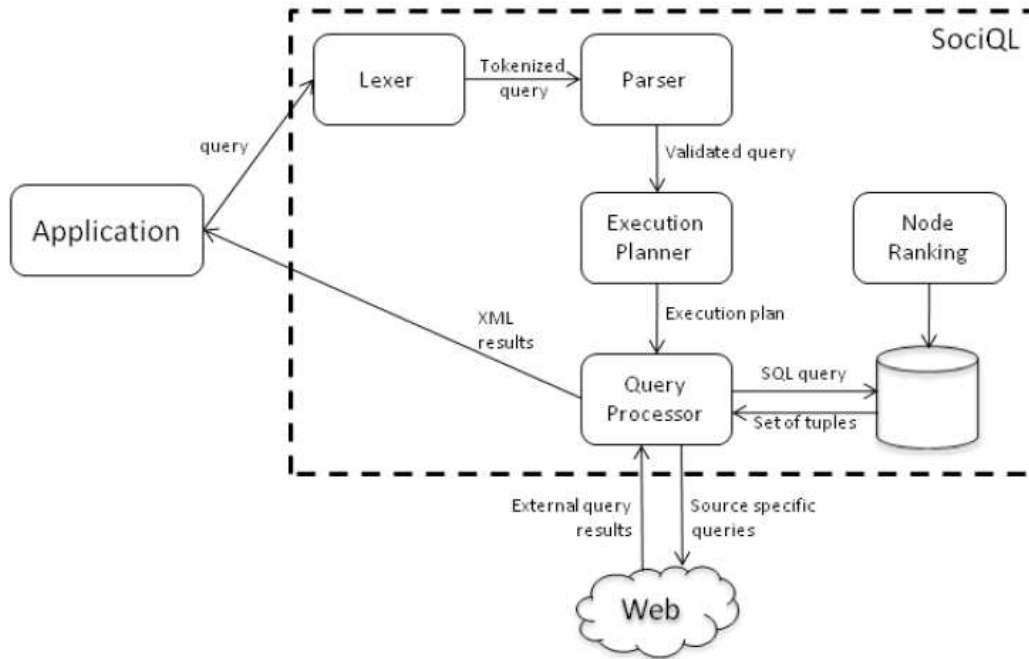 SociQL
Lexer
Tokenized
query
Parser
query
Validated query
Application
Execution
Planner
Node
Ranking
Execution plan
XML
results
Query
Processor
SQL query
Set of tuples
External query
results
Source specific
queries
Web